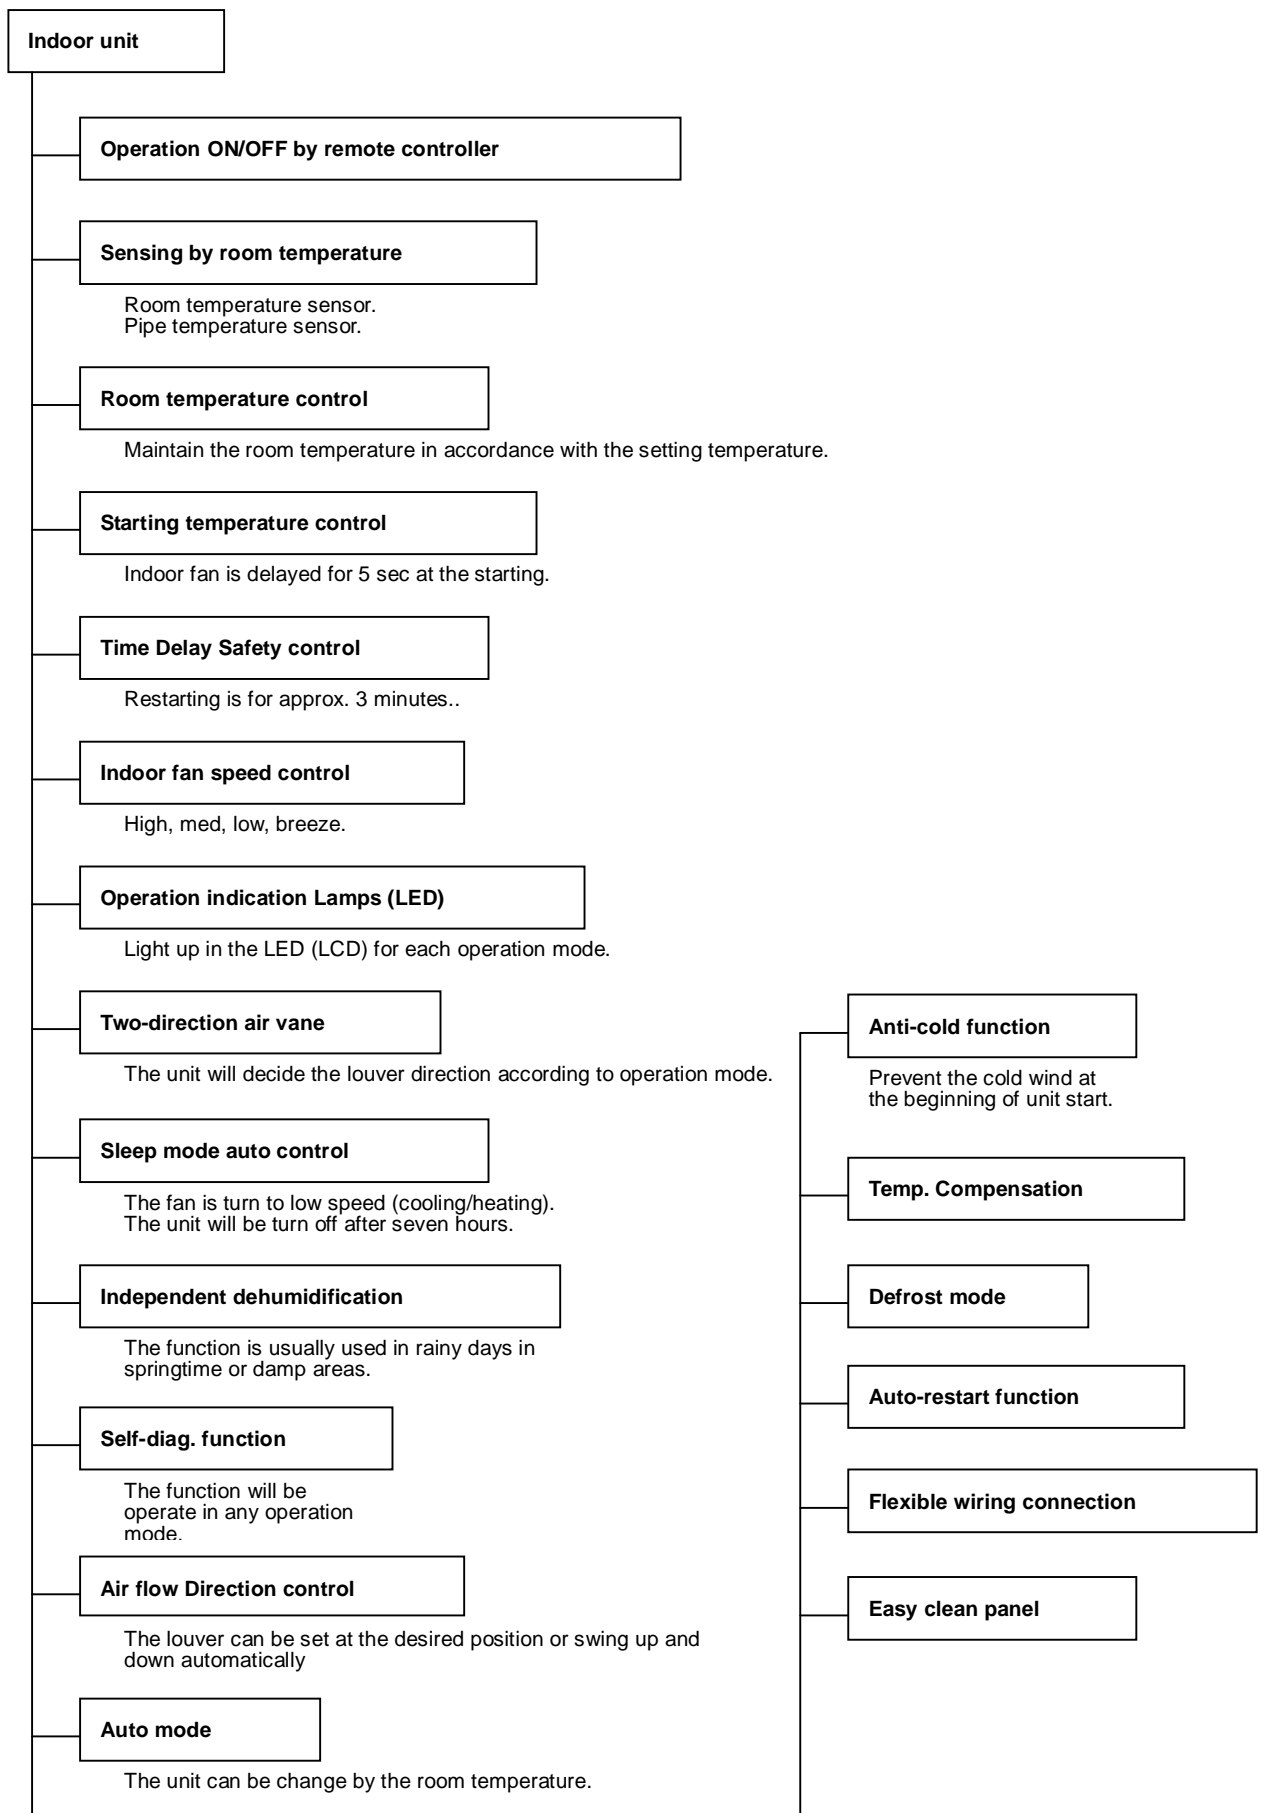 Indoor unit
Operation ON/OFF by remote controller
Sensing by room temperature
Room temperature sensor.
Pipe temperature sensor.
Room temperature control
Maintain the room temperature in accordance with the setting temperature.
Starting temperature control
Indoor fan is delayed for 5 sec at the starting.
Time Delay Safety control
Restarting is for approx. 3 minutes..
Indoor fan speed control
High, med, low, breeze.
Operation indication Lamps (LED)
Light up in the LED (LCD) for each operation mode.
Two-direction air vane
The unit will decide the louver direction according to operation mode.
Sleep mode auto control
The fan is turn to low speed (cooling/heating).
The unit will be turn off after seven hours.
Independent dehumidification
The function is usually used in rainy days in
springtime or damp areas.
Self-diag. function
The function will be
operate in any operation
mode.
Air flow Direction control
The louver can be set at the desired position or swing up and
down automatically
Auto mode
The unit can be change by the room temperature.
Anti-cold function
Prevent the cold wind at
the beginning of unit start.
Temp. Compensation
Defrost mode
Auto-restart function
Flexible wiring connection
Easy clean panel